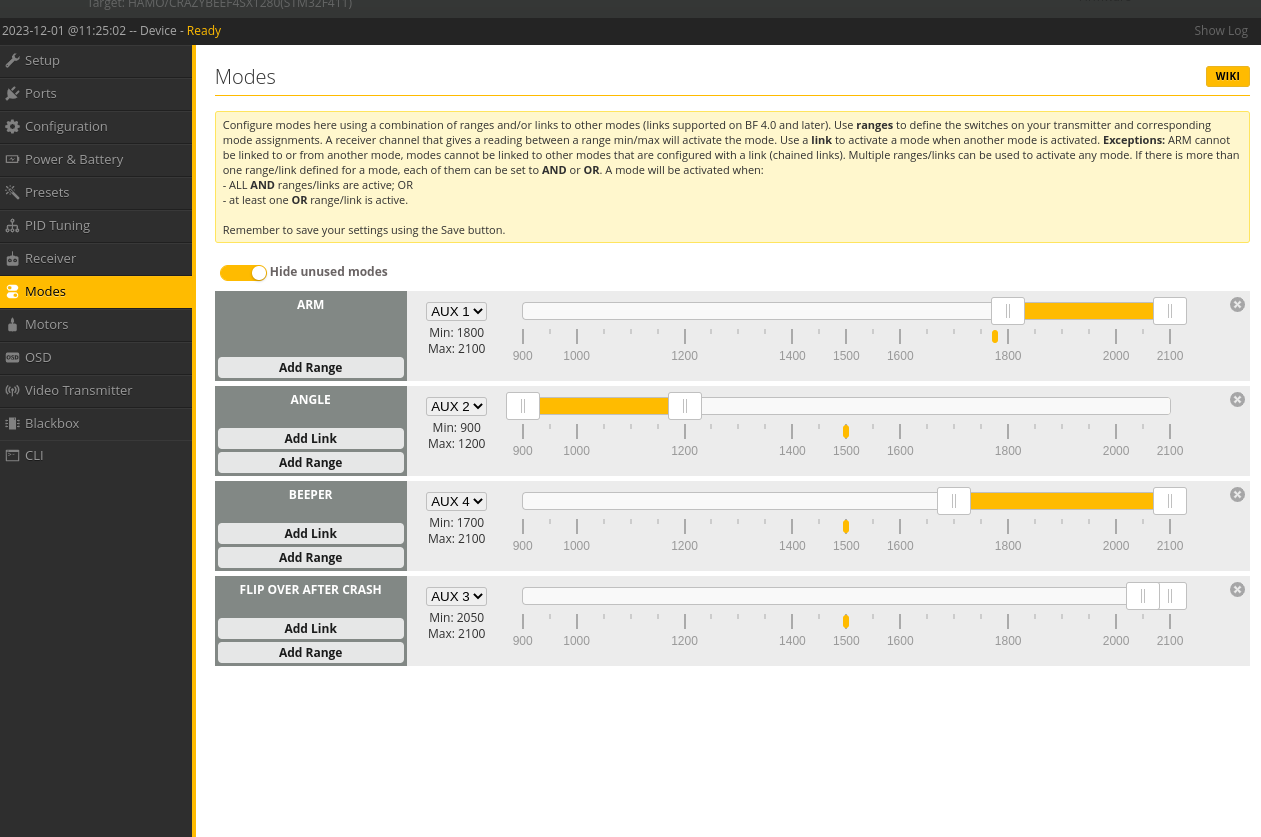 Target: HAMO/CRAZYBEEF4SX1280(STM32F411)
2023-12-01 @11:25:02 -- Device - Ready
Show Log
Setup
Ports
Configuration
Power & Battery
Presets
PID Tuning
Receiver
Modes
Motors
OSD
Video Transmitter
Blackbox
CLI
Modes
WIKI
Configure modes here using a combination of ranges and/or links to other modes (links supported on BF 4.0 and later). Use ranges to define the switches on your transmitter and corresponding
mode assignments. A receiver channel that gives a reading between a range min/max will activate the mode. Use a link to activate a mode when another mode is activated. Exceptions: ARM cannot
be linked to or from another mode, modes cannot be linked to other modes that are configured with a link (chained links). Multiple ranges/links can be used to activate any mode. If there is more than
one range/link defined for a mode, each of them can be set to AND or OR. A mode will be activated when:
- ALL AND ranges/links are active; OR
- at least one OR range/link is active.
Remember to save your settings using the Save button.
Hide unused modes
ARM
Add Range
AUX 1
Min: 1800
Max: 2100
900 1000 1200 1400 1500 1600 1800 2000 2100
ANGLE
Add Link
Add Range
AUX 2
Min: 900
Max: 1200
900 1000 1200 1400 1500 1600 1800 2000 2100
BEEPER
Add Link
Add Range
AUX 4
Min: 1700
Max: 2100
900 1000 1200 1400 1500 1600 1800 2000 2100
FLIP OVER AFTER CRASH
Add Link
Add Range
AUX 3
Min: 2050
Max: 2100
900 1000 1200 1400 1500 1600 1800 2000 2100